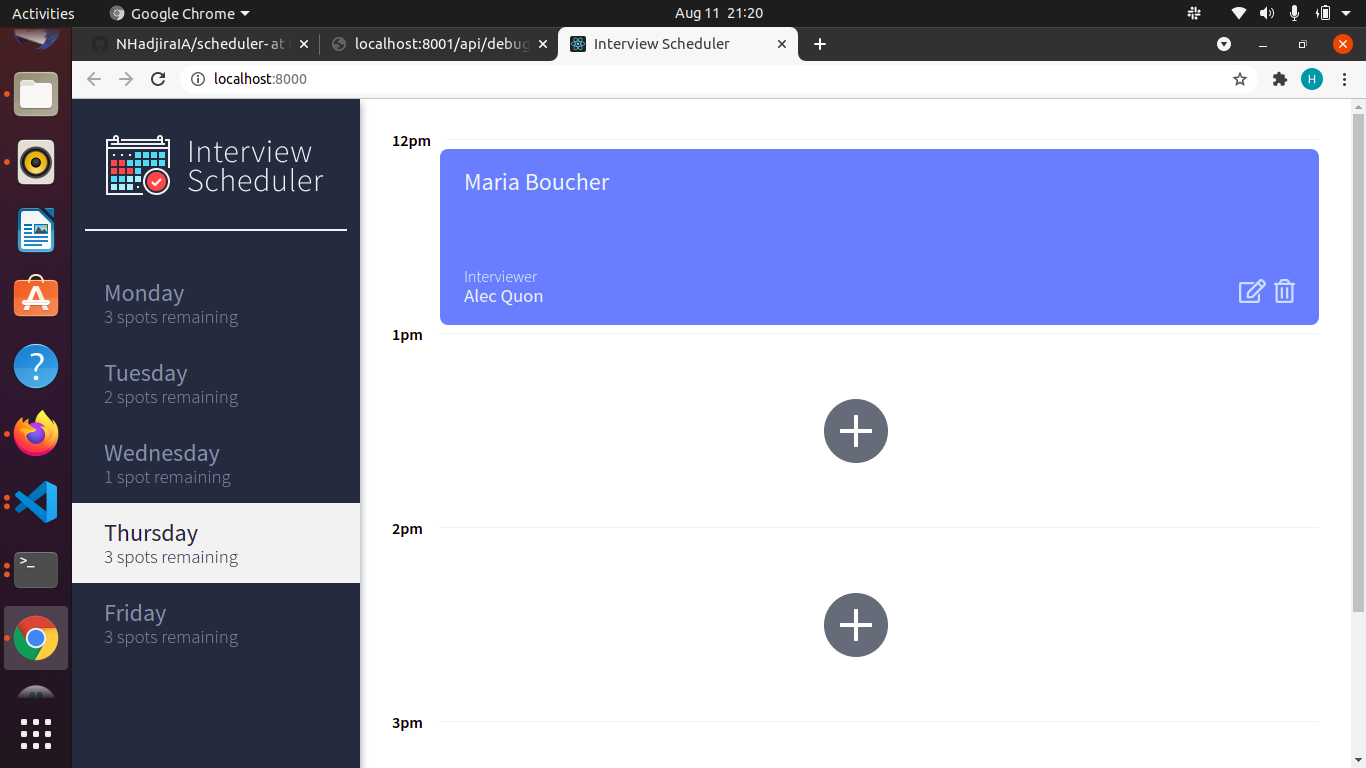 Activities
Google Chrome
Aug 11 21:20
NHadjiraIA/scheduler- at
localhost:8001/api/debug
Interview Scheduler
localhost:8000
H
Interview
Scheduler
Monday
3 spots remaining
Tuesday
2 spots remaining
Wednesday
1 spot remaining
Thursday
3 spots remaining
Friday
3 spots remaining
12pm
Maria Boucher
Interviewer
Alec Quon
1pm
2pm
3pm